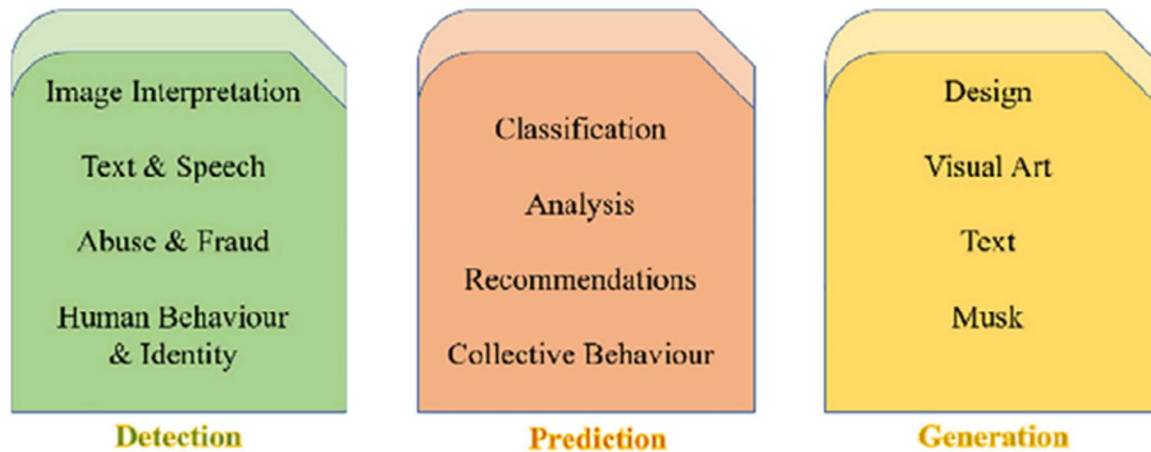 Image Interpretation
Text & Speech
Abuse & Fraud
Human Behaviour
& Identity
Detection
Classification
Analysis
Recommendations
Collective Behaviour
Prediction
Design
Visual Art
Text
Musk
Generation